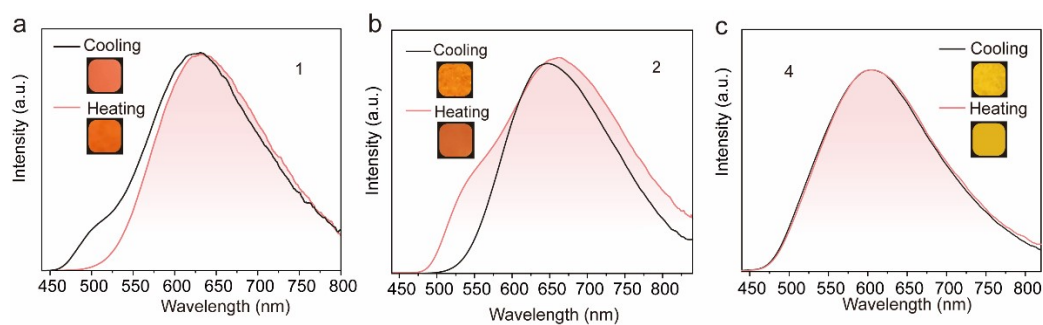 a
Cooling
1
Heating
Intensity (a.u.)
450 500 550 600 650 700 750 800
Wavelength (nm)
b
Cooling
2
Heating
Intensity (a.u.)
450 500 550 600 650 700 750 800
Wavelength (nm)
c
Cooling
4
Heating
Intensity (a.u.)
450 500 550 600 650 700 750 800
Wavelength (nm)